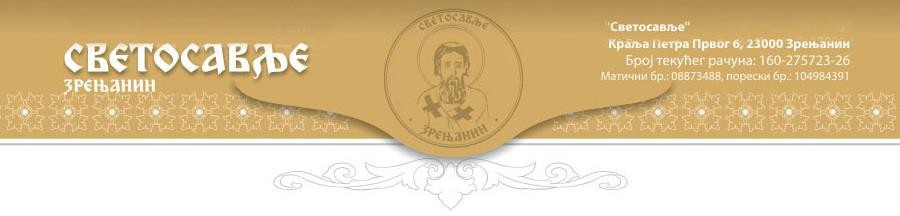 СВЕТОСАВЉЕ
ЗРЕЊАНИН
СВЕТОСАВЉЕ
ЗРЕЊАНИН
"Светосавље"
Краља Петра Првог 6, 23000 Зрењанин
Број текућег рачуна: 160-275723-26
Матични бр.: 08873488, порески бр.: 104984391